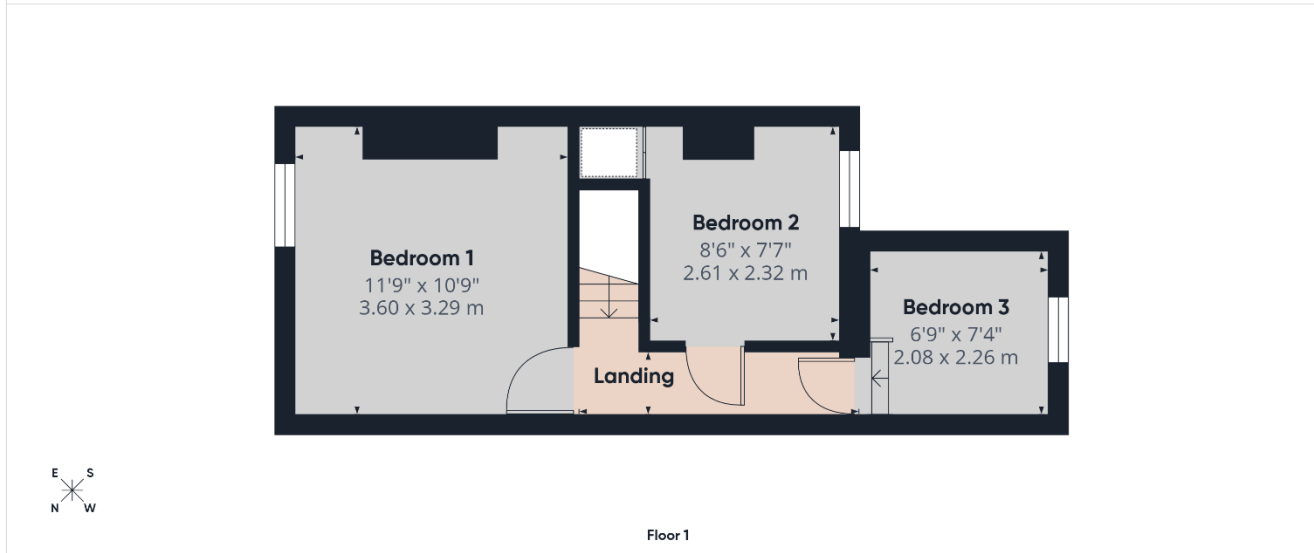 Bedroom 1
11'9" x 10'9"
3.60 x 3.29 m
Bedroom 2
8'6" x 7'7"
2.61 x 2.32 m
Bedroom 3
6'9" x 7'4"
2.08 x 2.26 m
Landing
E S
N W
Floor 1